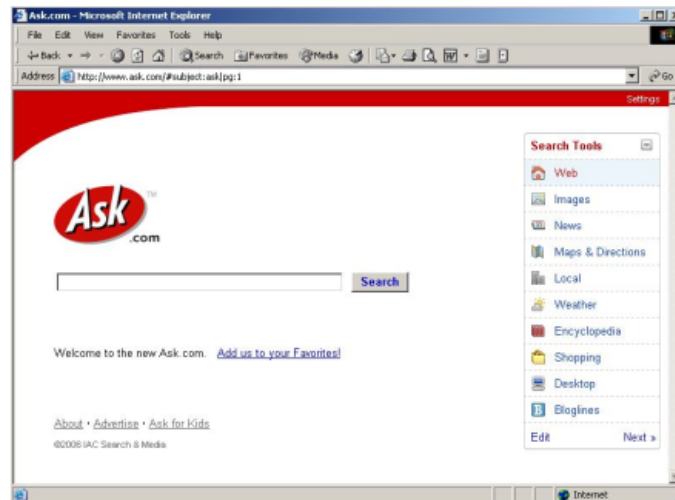 Ask.com - Microsoft Internet Explorer
File Edit View Favorites Tools Help
Back Search Favorites Media
Address http://www.ask.com/#subject:ask|pg:1 Go
Settings
Search Tools
Web
Images
News
Maps & Directions
Local
Weather
Encyclopedia
Shopping
Desktop
Bloglines
Edit Next »
Ask ™
.com
Search
Welcome to the new Ask.com. Add us to your Favorites!
About • Advertise • Ask for Kids
©2006 IAC Search & Media
Internet